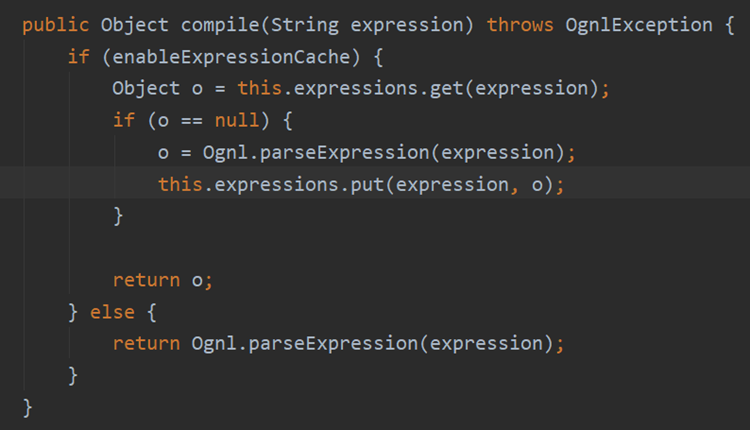 public Object compile(String expression) throws OgnlException {
    if (enableExpressionCache) {
        Object o = this.expressions.get(expression);
        if (o == null) {
            o = Ognl.parseExpression(expression);
            this.expressions.put(expression, o);
        }

        return o;
    } else {
        return Ognl.parseExpression(expression);
    }
}